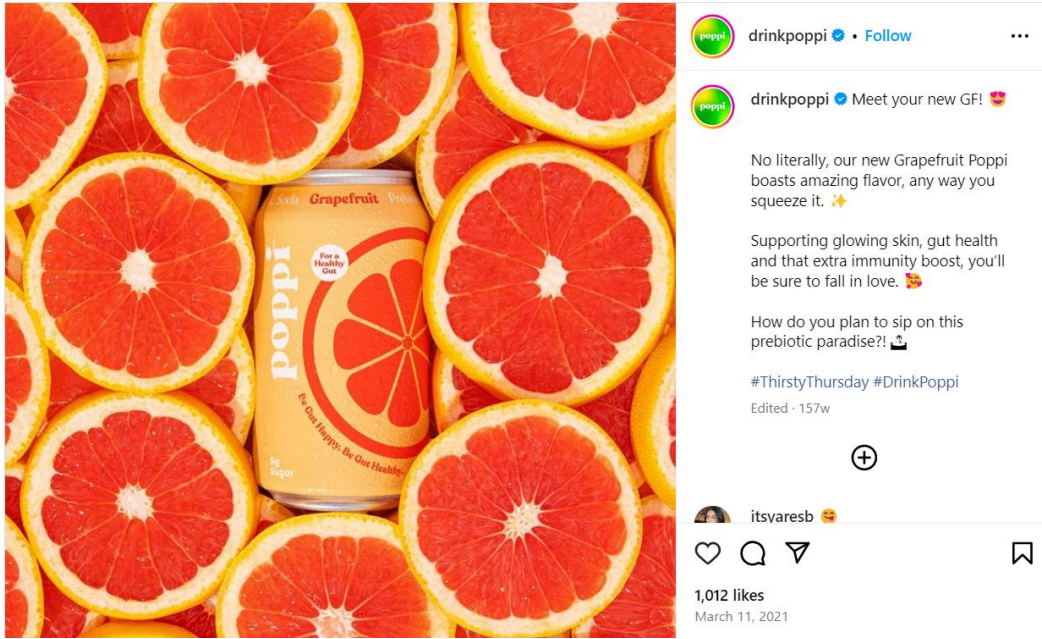 L Soda Grapefruit Preb
For a
Healthy
Gut
poppi
Be Gut Happy. Be Gut Healthy.
5g
Sugar
poppi
drinkpoppi • Follow
poppi
drinkpoppi Meet your new GF! 😍
No literally, our new Grapefruit Poppi
boasts amazing flavor, any way you
squeeze it. ✨
Supporting glowing skin, gut health
and that extra immunity boost, you'll
be sure to fall in love. 🥰
How do you plan to sip on this
prebiotic paradise?! 🏝️
#ThirstyThursday #DrinkPoppi
Edited · 157w
itsyaresb 😋
1,012 likes
March 11, 2021